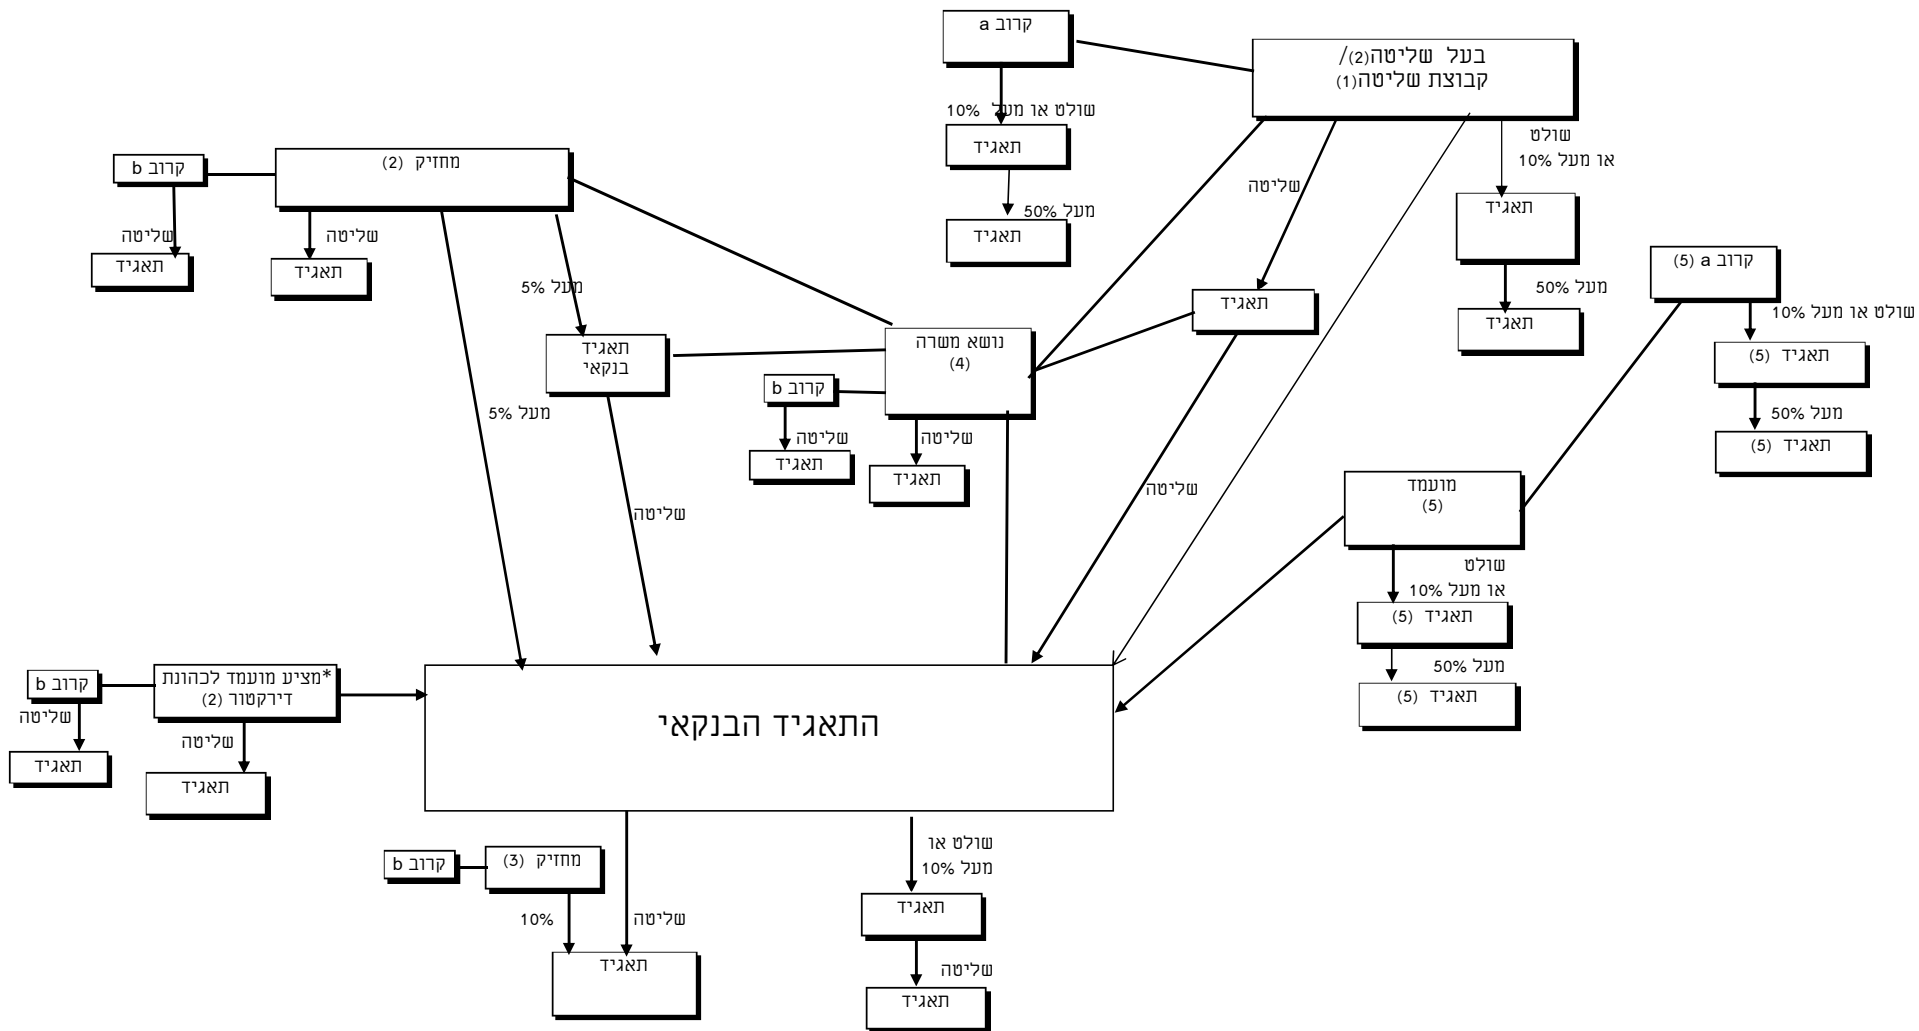 קרוב a
בעל שליטה(2)/
קבוצת שליטה(1)
שולט או מעל 10%
תאגיד
מעל 50%
תאגיד
שולט
או מעל 10%
תאגיד
מעל 50%
תאגיד
שליטה
תאגיד
שליטה
מחזיק (2)
קרוב b
שליטה
תאגיד
שליטה
תאגיד
מעל 5%
תאגיד
בנקאי
מעל 5%
שליטה
נושא משרה
(4)
קרוב b
שליטה
תאגיד
שליטה
תאגיד
קרוב a (5)
שולט או מעל 10%
תאגיד (5)
מעל 50%
תאגיד (5)
מועמד
(5)
שולט
או מעל 10%
תאגיד (5)
מעל 50%
תאגיד (5)
*מציע מועמד לכהונת
דירקטור (2)
קרוב b
שליטה
תאגיד
שליטה
תאגיד
התאגיד הבנקאי
מחזיק (3)
קרוב b
10%
שליטה
תאגיד
שולט או
מעל 10%
תאגיד
שליטה
תאגיד